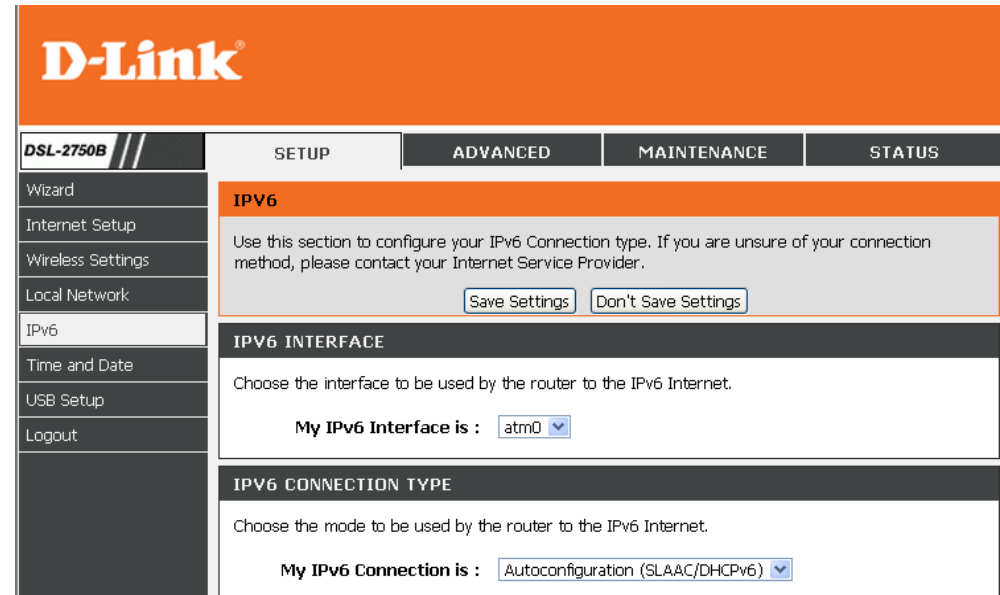 D-Link®
DSL-2750B
SETUP ADVANCED MAINTENANCE STATUS
Wizard
Internet Setup
Wireless Settings
Local Network
IPv6
Time and Date
USB Setup
Logout
IPV6
Use this section to configure your IPv6 Connection type. If you are unsure of your connection
method, please contact your Internet Service Provider.
Save Settings Don't Save Settings
IPV6 INTERFACE
Choose the interface to be used by the router to the IPv6 Internet.
My IPv6 Interface is : atm0
IPV6 CONNECTION TYPE
Choose the mode to be used by the router to the IPv6 Internet.
My IPv6 Connection is : Autoconfiguration (SLAAC/DHCPv6)